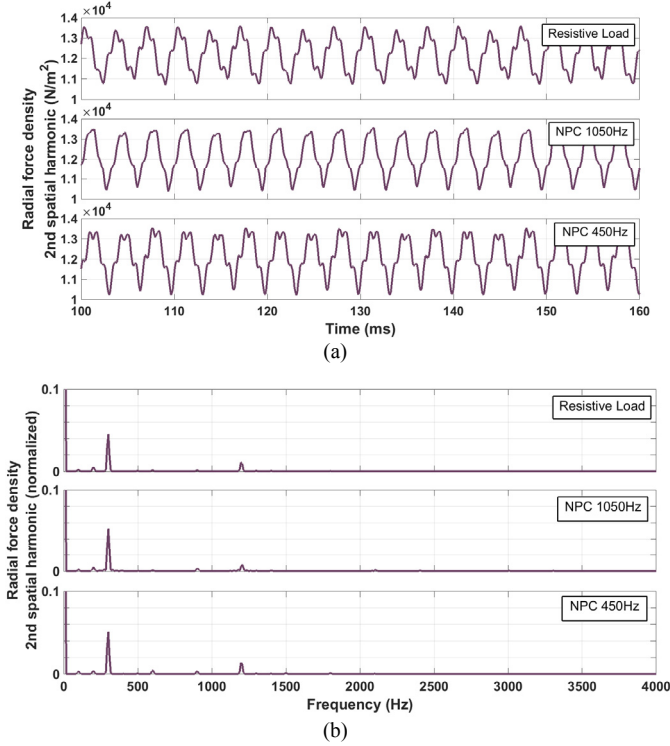 ×10⁴
1.4
1.3
1.2
1.1
1
Resistive Load
×10⁴
1.4
1.3
1.2
1.1
1
NPC 1050Hz
×10⁴
1.4
1.3
1.2
1.1
1
NPC 450Hz
Radial force density
2nd spatial harmonic (N/m²)
100 110 120 130 140 150 160
Time (ms)
(a)
0.1
0
Resistive Load
0.1
0
NPC 1050Hz
0.1
0
NPC 450Hz
Radial force density
2nd spatial harmonic (normalized)
0 500 1000 1500 2000 2500 3000 3500 4000
Frequency (Hz)
(b)